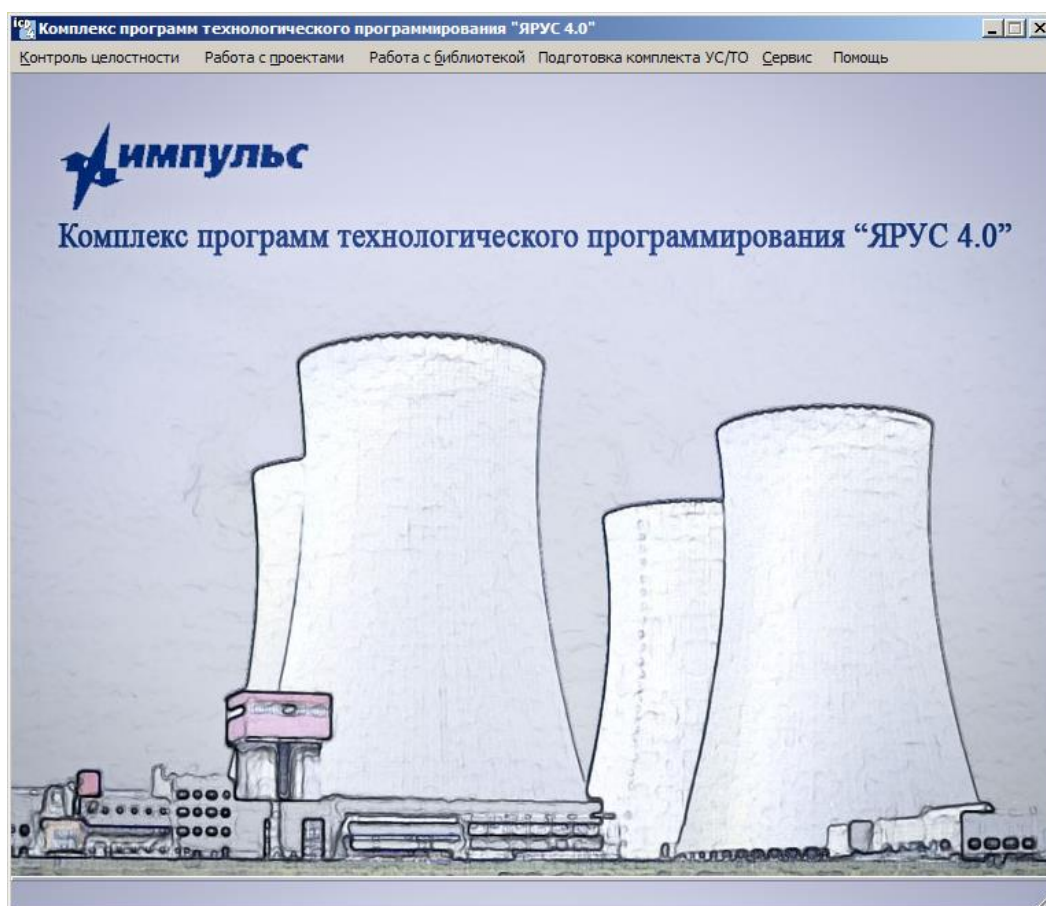 Комплекс программ технологического программирования "ЯРУС 4.0"
Контроль целостности Работа с проектами Работа с библиотекой Подготовка комплекта УС/ТО Сервис Помощь
импульс
Комплекс программ технологического программирования “ЯРУС 4.0”